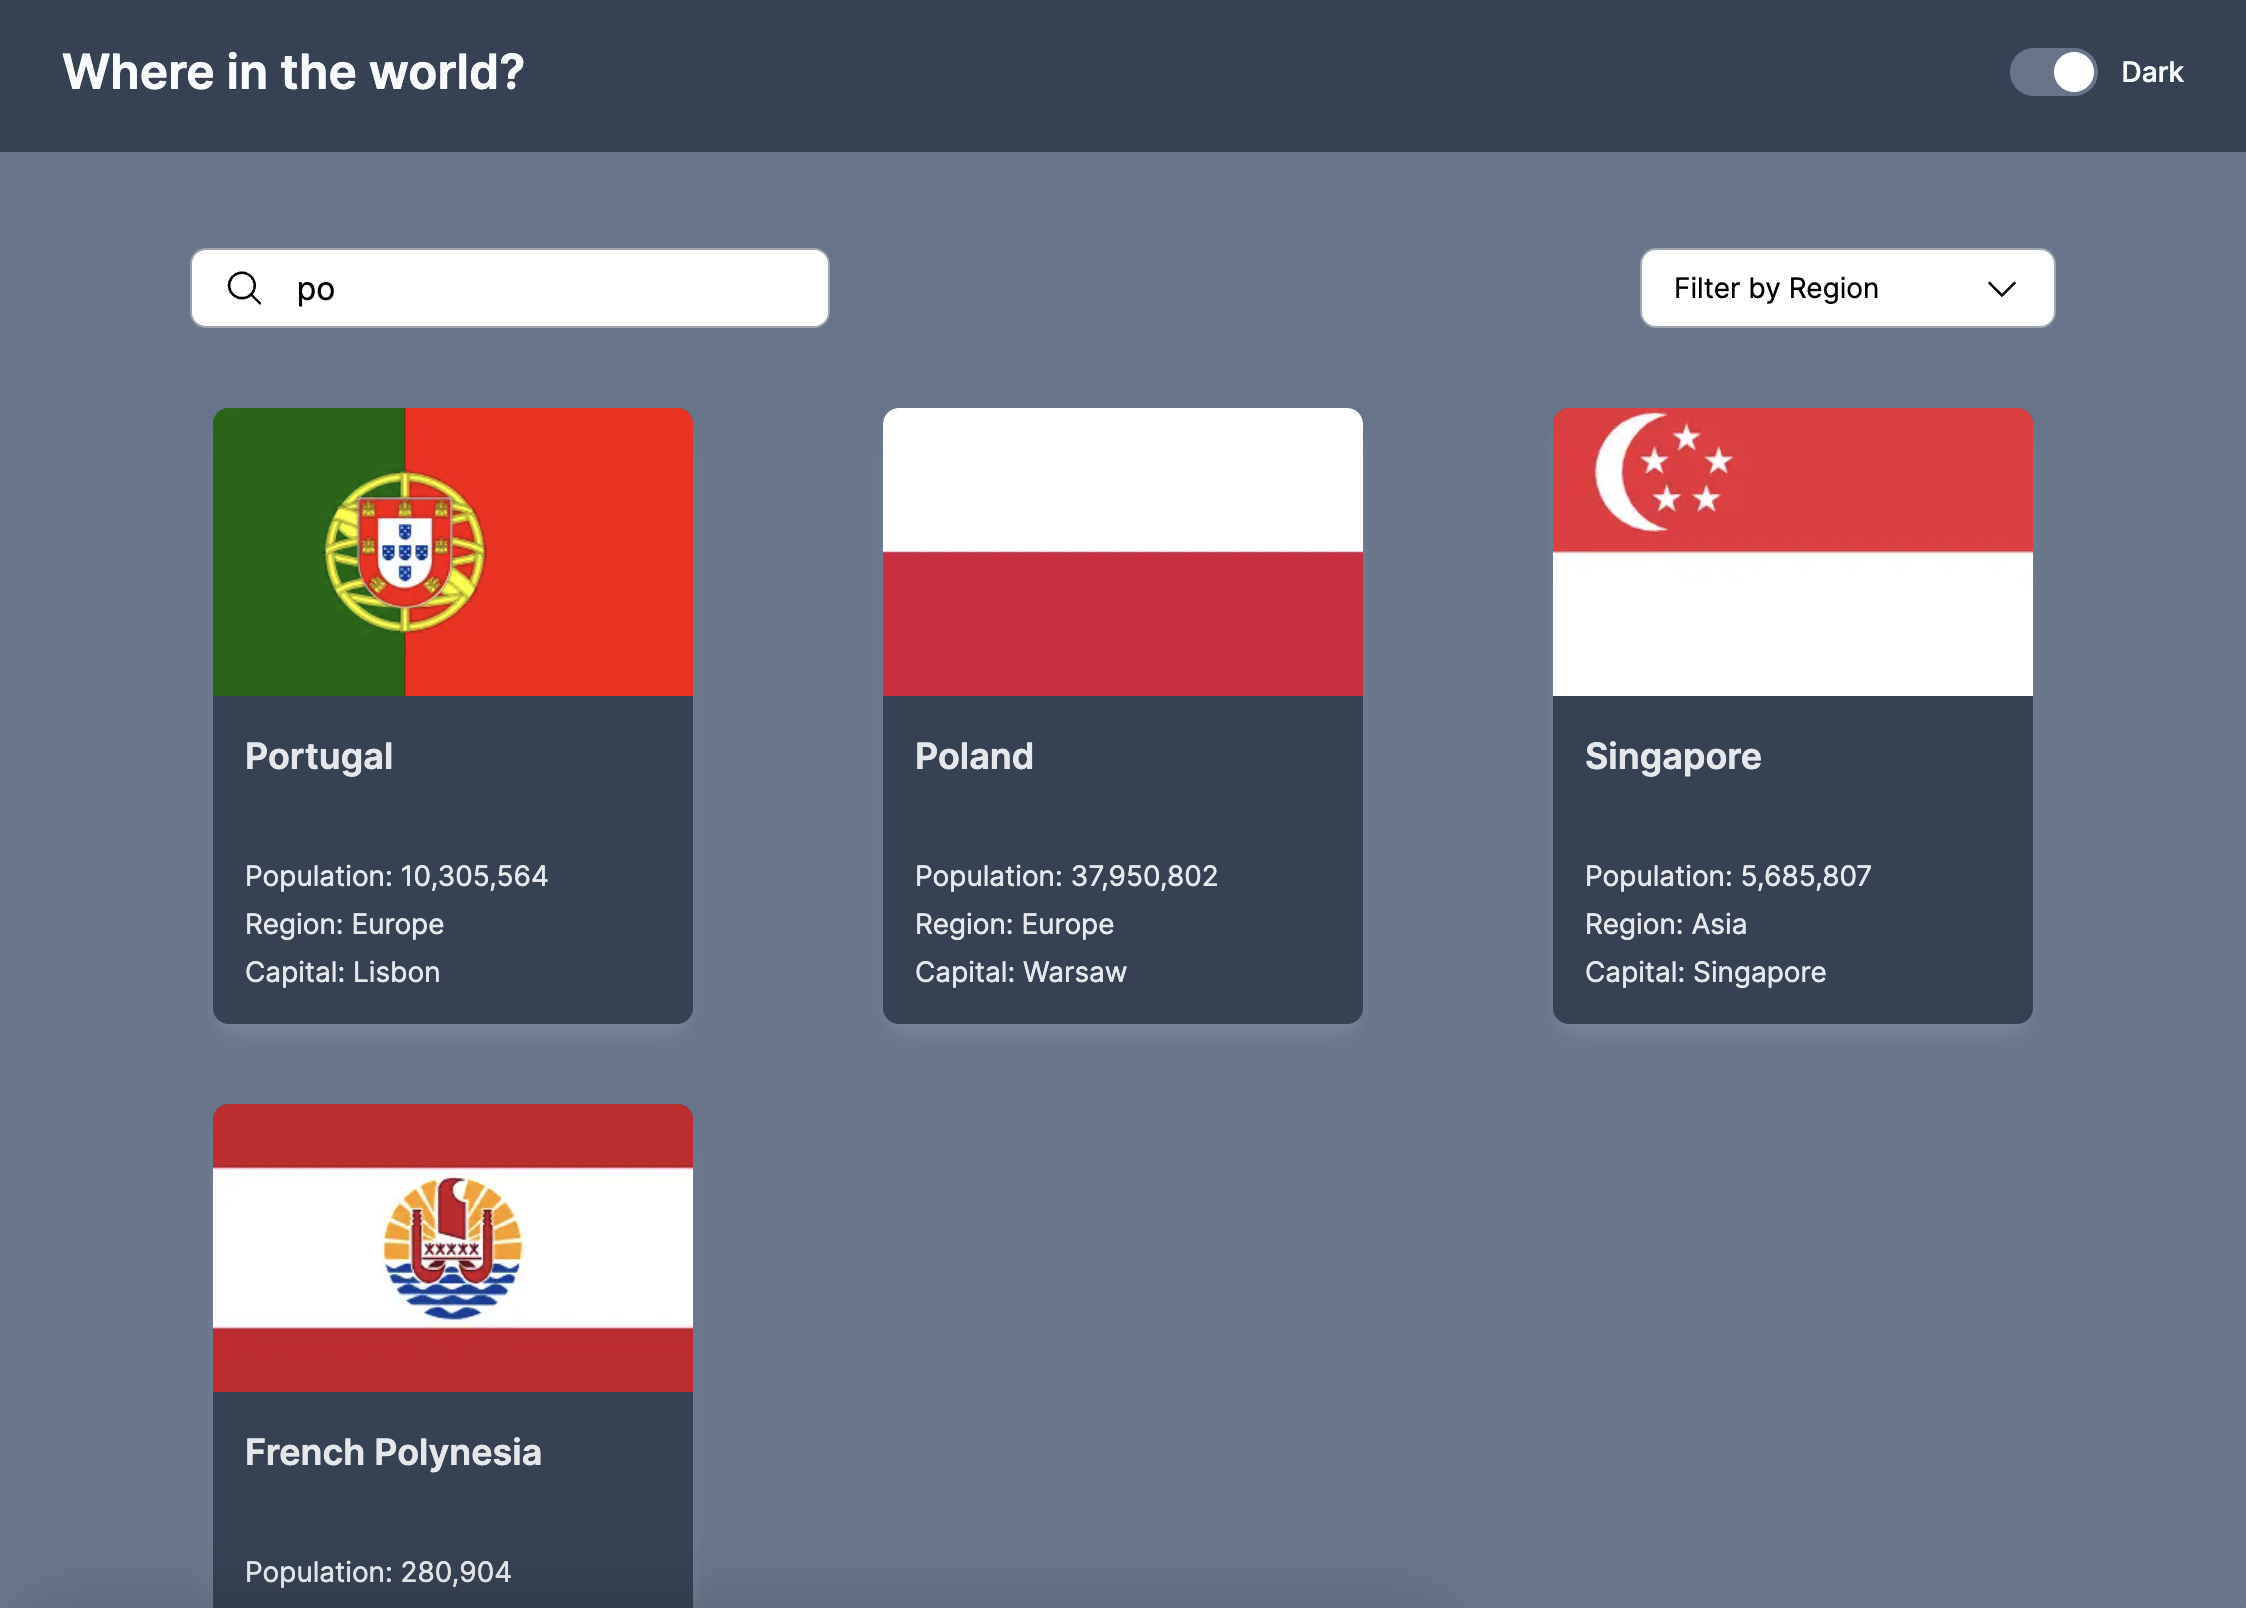 Where in the world?
Dark
po
Filter by Region
Portugal
Population: 10,305,564
Region: Europe
Capital: Lisbon
Poland
Population: 37,950,802
Region: Europe
Capital: Warsaw
Singapore
Population: 5,685,807
Region: Asia
Capital: Singapore
French Polynesia
Population: 280,904